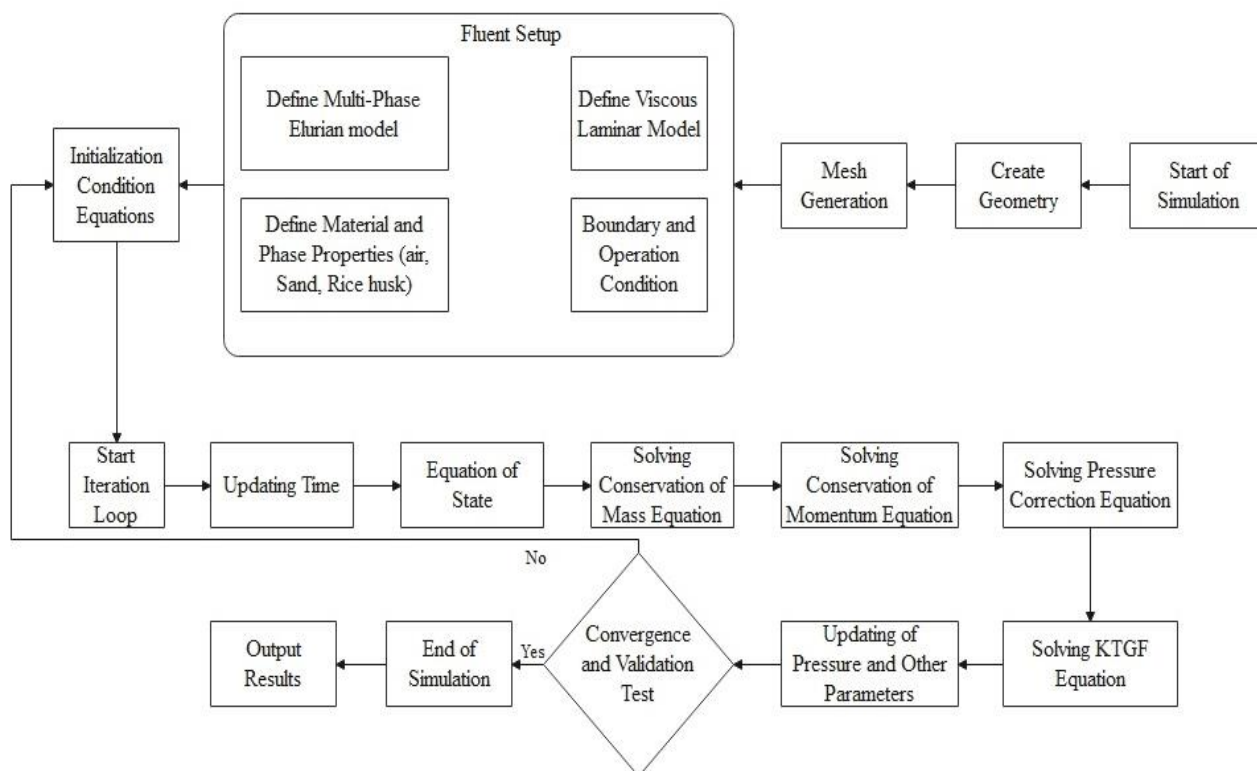 Fluent Setup
Define Multi-Phase
Elurian model
Define Viscous
Laminar Model
Initialization
Condition
Equations
Mesh
Generation
Create
Geometry
Start of
Simulation
Define Material and
Phase Properties (air,
Sand, Rice husk)
Boundary and
Operation
Condition
Start
Iteration
Loop
Updating Time
Equation of
State
Solving
Conservation of
Mass Equation
Solving
Conservation of
Momentum Equation
Solving Pressure
Correction Equation
No
Output
Results
End of
Simulation
Yes
Convergence
and Validation
Test
Updating of
Pressure and Other
Parameters
Solving KTGF
Equation